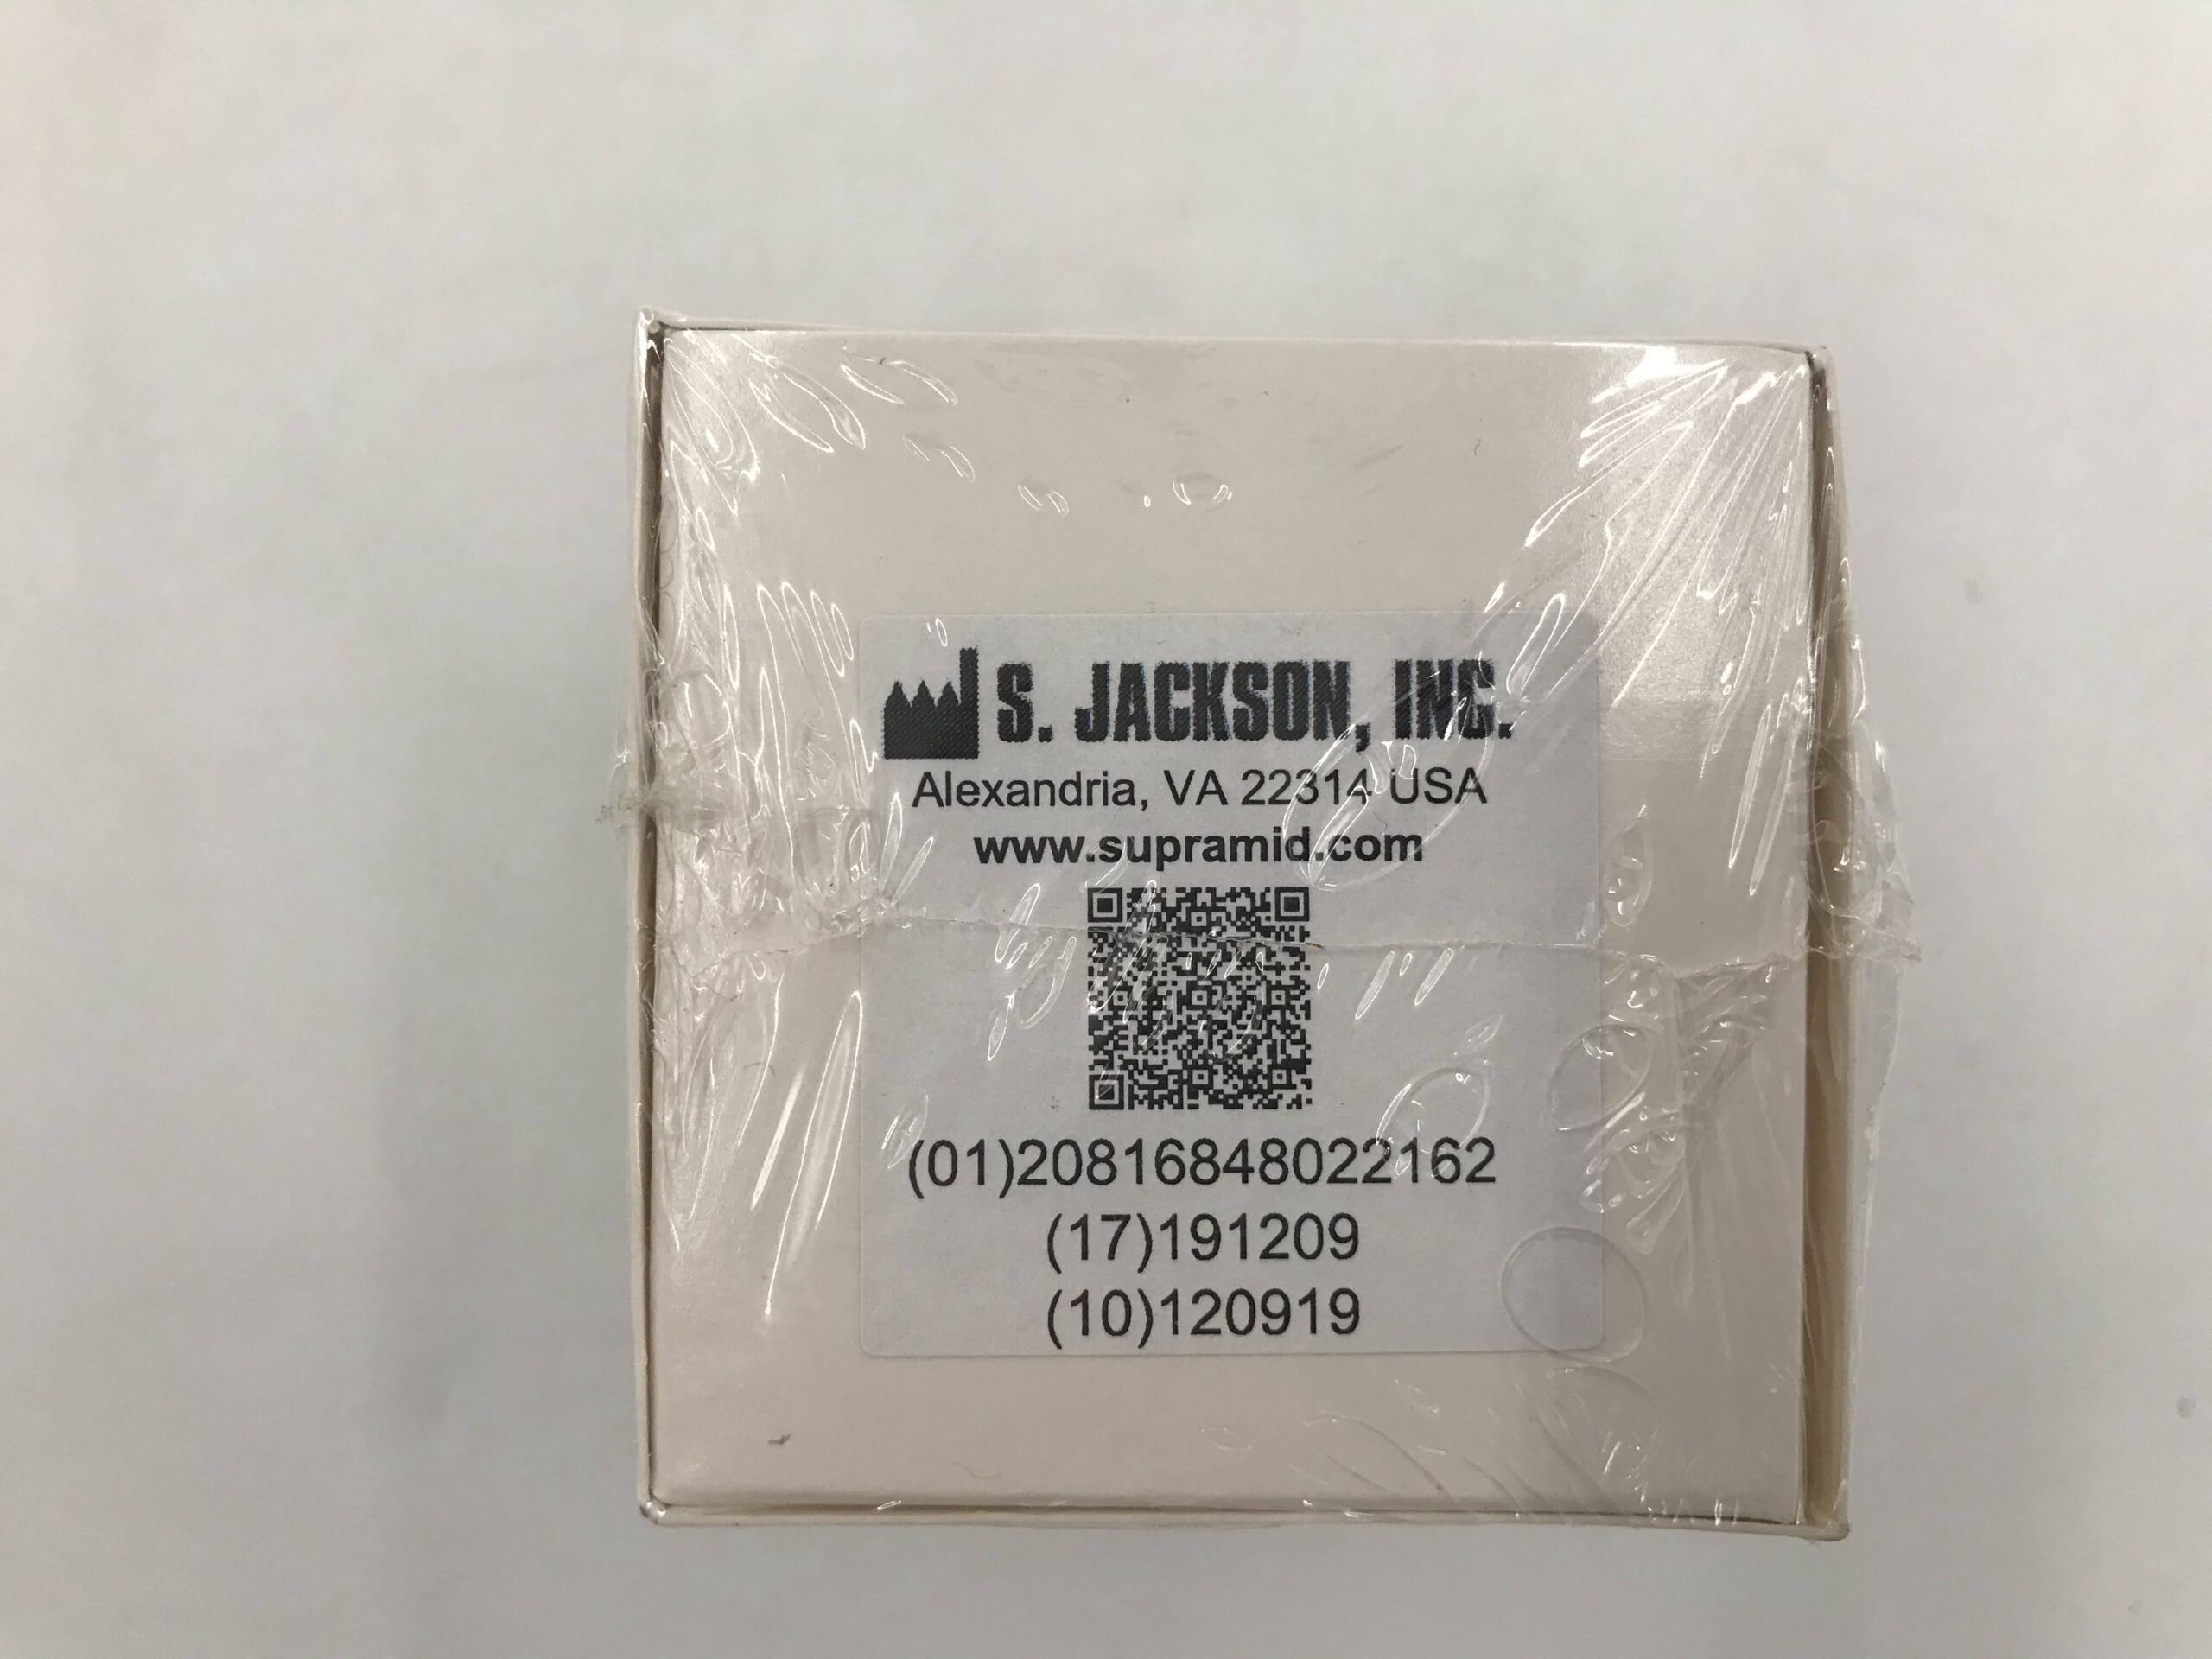 S. JACKSON, INC.
Alexandria, VA 22314 USA
www.supramid.com
(01)20816848022162
(17)191209
(10)120919